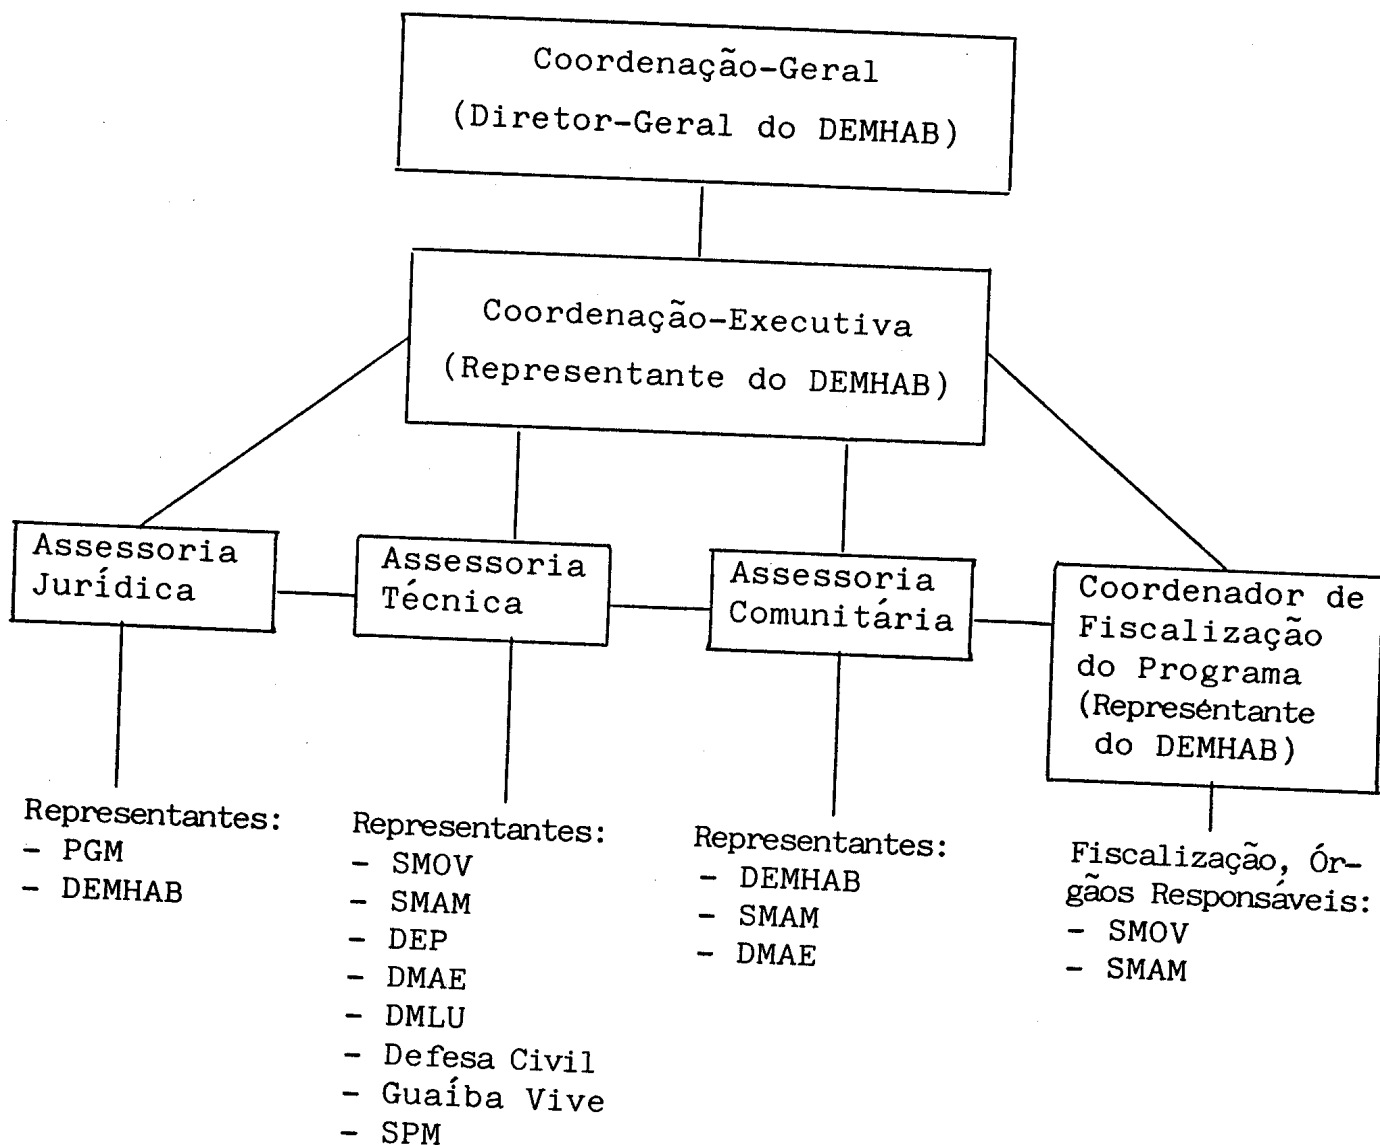 Coordenação-Geral
(Diretor-Geral do DEMHAB)
Coordenação-Executiva
(Representante do DEMHAB)
Assessoria
Jurídica
Assessoria
Técnica
Assessoria
Comunitária
Coordenador de
Fiscalização
do Programa
(Representante
do DEMHAB)
Representantes:
- PGM
- DEMHAB
Representantes:
- SMOV
- SMAM
- DEP
- DMAE
- DMLU
- Defesa Civil
- Guaíba Vive
- SPM
Representantes:
- DEMHAB
- SMAM
- DMAE
Fiscalização, Ór-
gãos Responsáveis:
- SMOV
- SMAM